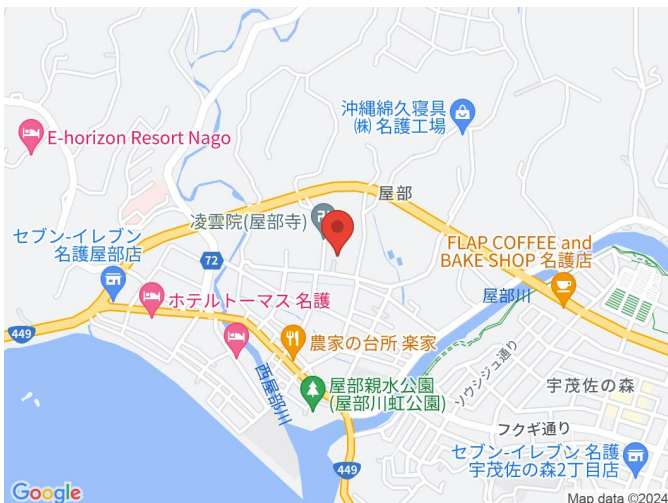 沖縄綿久寝具
㈱ 名護工場
E-horizon Resort Nago
屋部
凌雲院(屋部寺)
セブン-イレブン
名護屋部店
FLAP COFFEE and
BAKE SHOP 名護店
72
屋部川
ホテルトーマス 名護
449
農家の台所 楽家
ソウシジュ通り
西屋部川
屋部親水公園
(屋部川虹公園)
宇茂佐の森
フクギ通り
セブン-イレブン 名護
宇茂佐の森2丁目店
449
Google
Map data ©2024